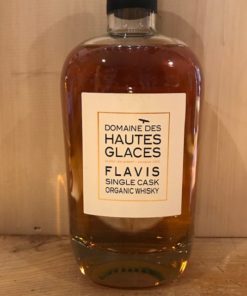 DOMAINE DES
HAUTES
GLACES
FLAVIS
SINGLE CASK
ORGANIC WHISKY